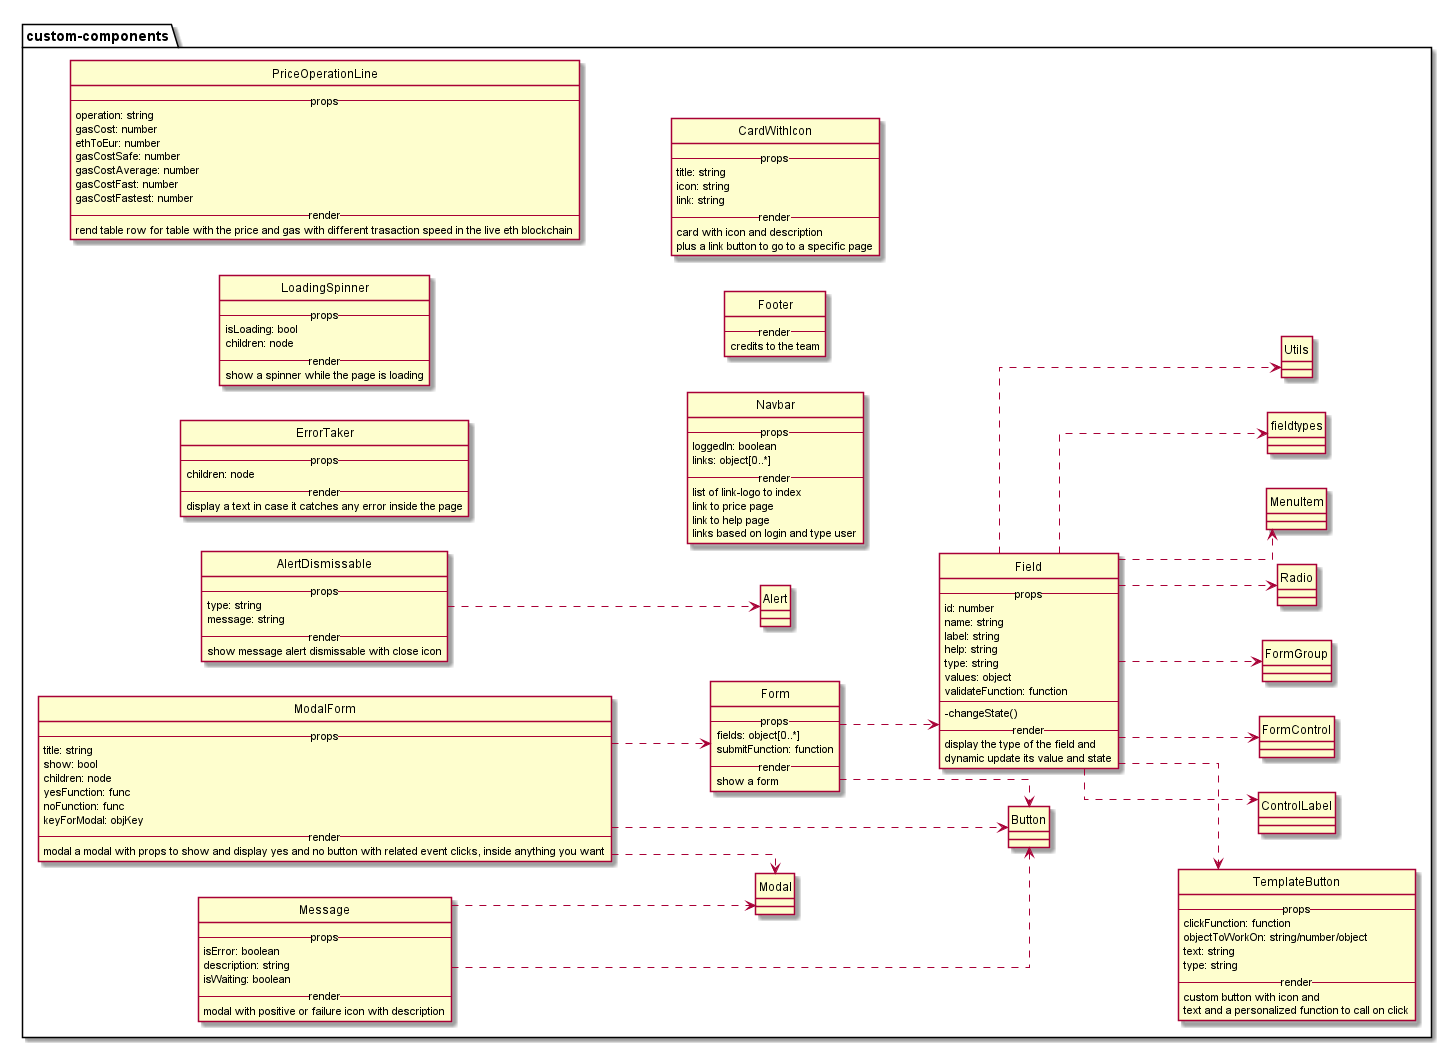 custom-components
PriceOperationLine
props
operation: string
gasCost: number
ethToEur: number
gasCostSafe: number
gasCostAverage: number
gasCostFast: number
gasCostFastest: number
render
rend table row for table with the price and gas with different trasaction speed in the live eth blockchain
CardWithIcon
props
title: string
icon: string
link: string
render
card with icon and description
plus a link button to go to a specific page
LoadingSpinner
props
isLoading: bool
children: node
render
show a spinner while the page is loading
Footer
render
credits to the team
Utils
ErrorTaker
props
children: node
render
display a text in case it catches any error inside the page
Navbar
props
loggedIn: boolean
links: object[0..*]
render
list of link-logo to index
link to price page
link to help page
links based on login and type user
fieldtypes
MenuItem
AlertDismissable
props
type: string
message: string
render
show message alert dismissable with close icon
Alert
Field
props
id: number
name: string
label: string
help: string
type: string
values: object
validateFunction: function
-changeState()
render
display the type of the field and
dynamic update its value and state
Radio
FormGroup
FormControl
ControlLabel
ModalForm
props
title: string
show: bool
children: node
yesFunction: func
noFunction: func
keyForModal: objKey
render
modal a modal with props to show and display yes and no button with related event clicks, inside anything you want
Form
props
fields: object[0..*]
submitFunction: function
render
show a form
Button
Modal
Message
props
isError: boolean
description: string
isWaiting: boolean
render
modal with positive or failure icon with description
TemplateButton
props
clickFunction: function
objectToWorkOn: string/number/object
text: string
type: string
render
custom button with icon and
text and a personalized function to call on click